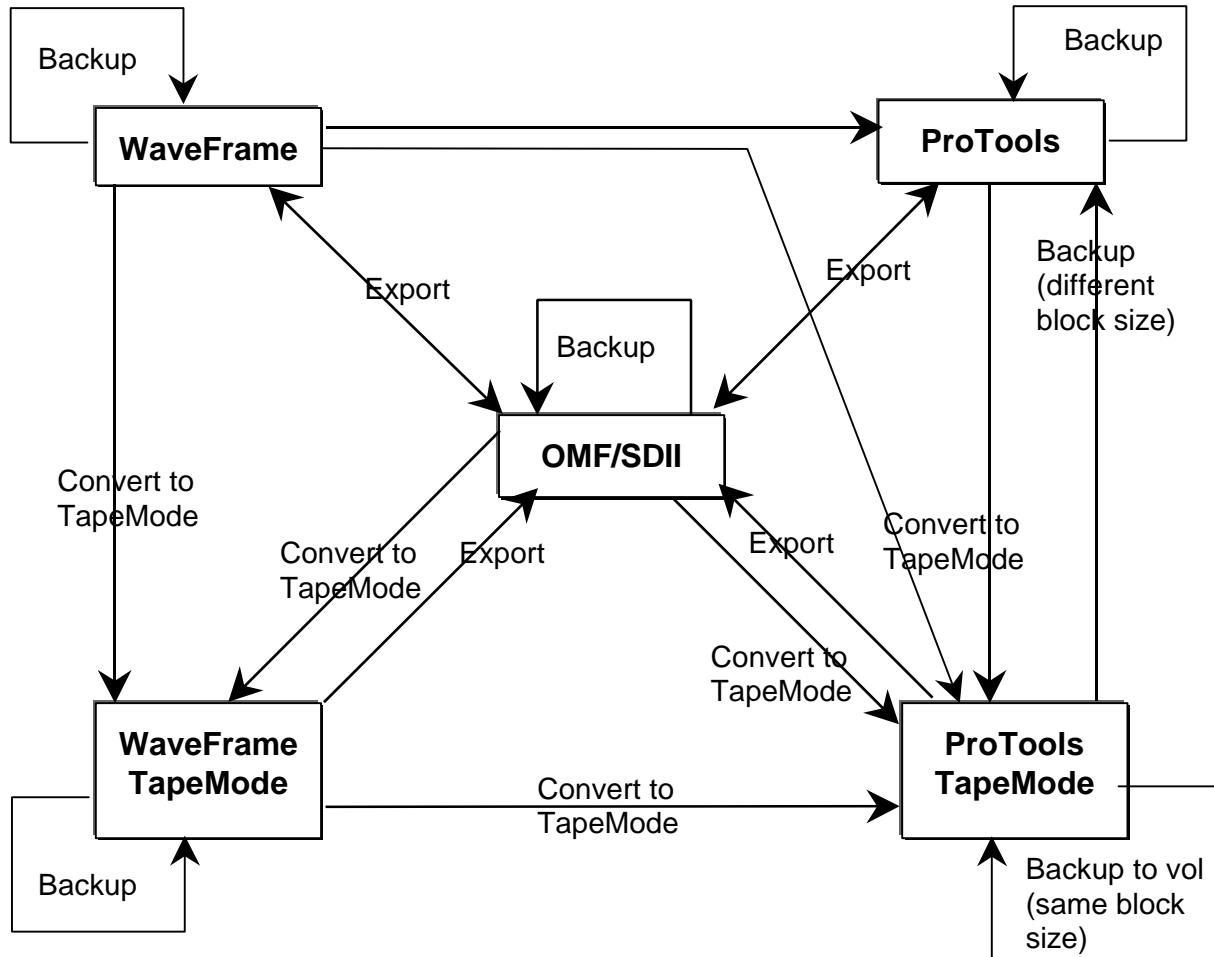 Backup
Backup
WaveFrame
ProTools
Backup
(different
block size)
Export
Export
Backup
OMF/SDII
Convert to
TapeMode
Convert to
TapeMode
Export
Export
Convert to
TapeMode
Convert to
TapeMode
WaveFrame
TapeMode
ProTools
TapeMode
Convert to
TapeMode
Backup
Backup to vol
(same block
size)